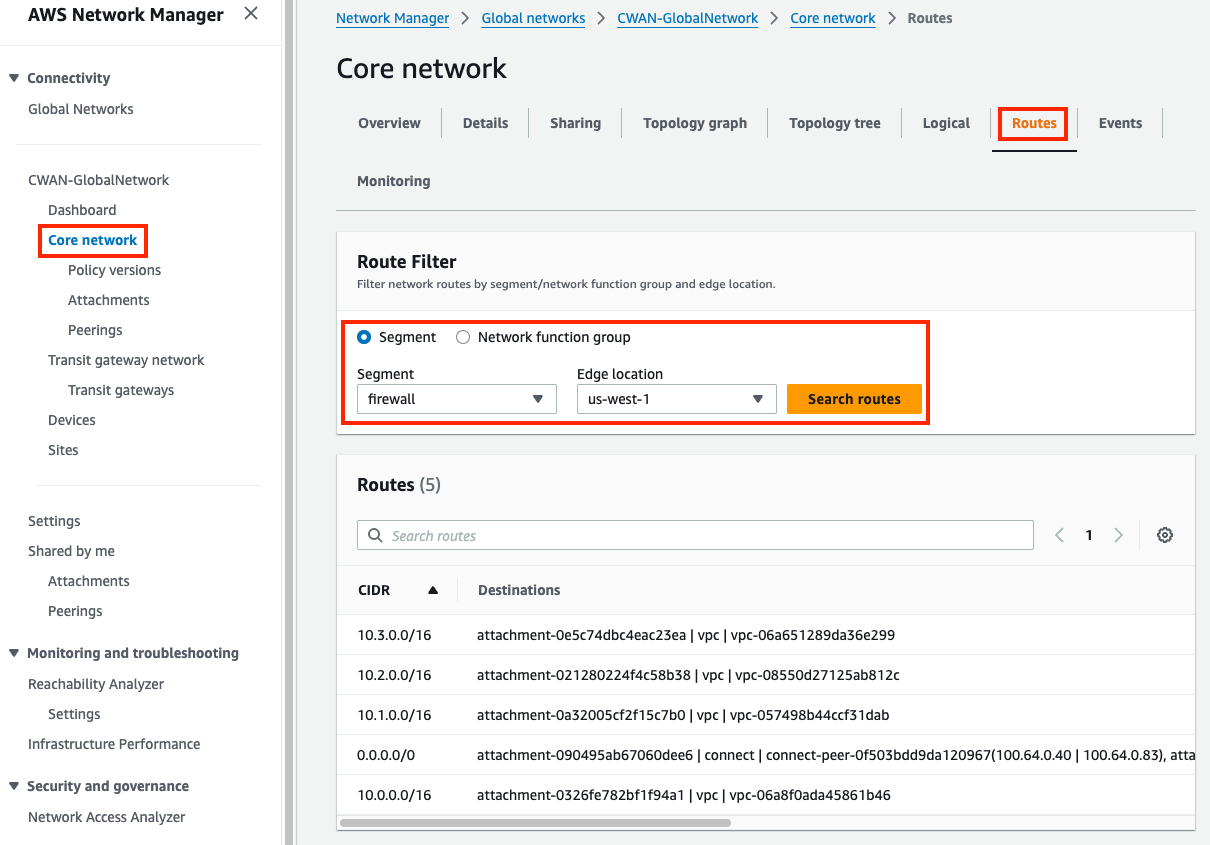 AWS Network Manager
Connectivity
Global Networks
CWAN-GlobalNetwork
Dashboard
Core network
Policy versions
Attachments
Peerings
Transit gateway network
Transit gateways
Devices
Sites
Settings
Shared by me
Attachments
Peerings
Monitoring and troubleshooting
Reachability Analyzer
Settings
Infrastructure Performance
Security and governance
Network Access Analyzer
Network Manager > Global networks > CWAN-GlobalNetwork > Core network > Routes
Core network
Overview Details Sharing Topology graph Topology tree Logical Routes Events
Monitoring
Route Filter
Filter network routes by segment/network function group and edge location.
Segment Network function group
Segment Edge location
firewall us-west-1 Search routes
Routes (5)
Search routes 1
CIDR Destinations
10.3.0.0/16 attachment-0e5c74dbc4eac23ea | vpc | vpc-06a651289da36e299
10.2.0.0/16 attachment-021280224f4c58b38 | vpc | vpc-08550d27125ab812c
10.1.0.0/16 attachment-0a32005cf2f15c7b0 | vpc | vpc-057498b44ccf31dab
0.0.0.0/0 attachment-090495ab67060dee6 | connect | connect-peer-0f503bdd9da120967(100.64.0.40 | 100.64.0.83), atta
10.0.0.0/16 attachment-0326fe782bf1f94a1 | vpc | vpc-06a8f0ada45861b46